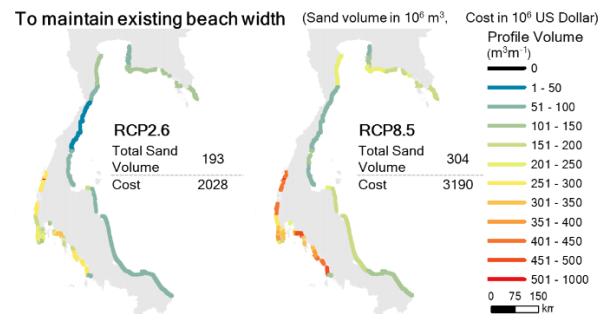 To maintain existing beach width (Sand volume in 10⁶ m³, Cost in 10⁶ US Dollar)
Profile Volume
(m³m⁻¹)
0
1 - 50
51 - 100
101 - 150
151 - 200
201 - 250
251 - 300
301 - 350
351 - 400
401 - 450
451 - 500
501 - 1000
0 75 150
km
RCP2.6
Total Sand
Volume 193
Cost 2028
RCP8.5
Total Sand
Volume 304
Cost 3190